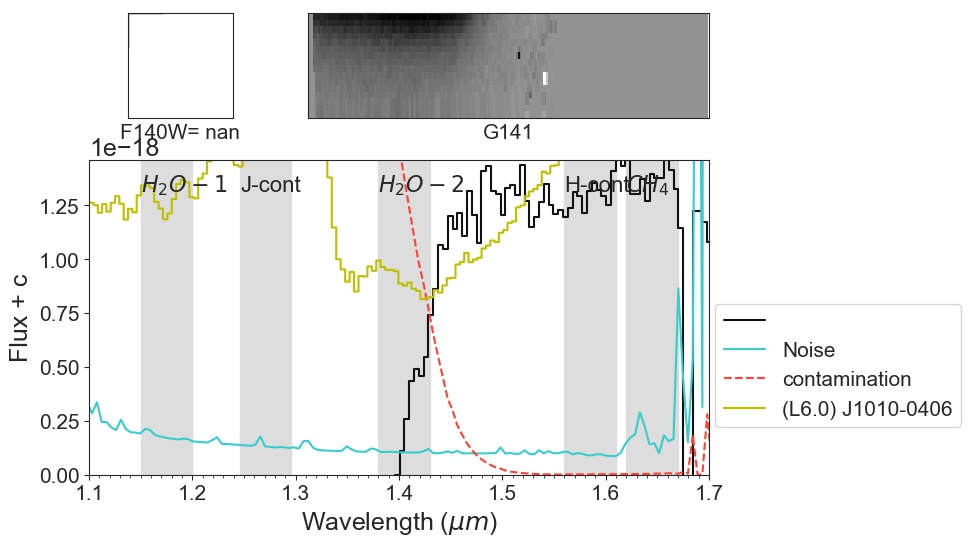 F140W= nan
G141
1e−18
H₂O − 1
J-cont
H₂O − 2
H-cont
CH₄
1.25
1.00
0.75
0.50
0.25
0.00
Flux + c
1.1
1.2
1.3
1.4
1.5
1.6
1.7
Wavelength (μm)
Noise
contamination
(L6.0) J1010-0406